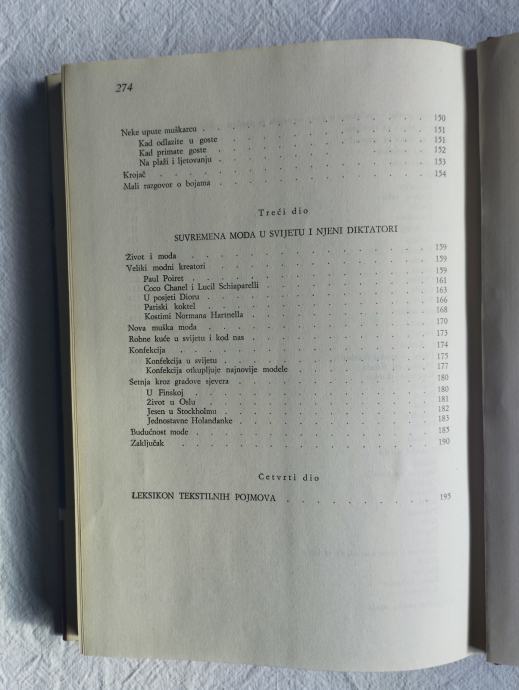 274
Neke upute muškarcu . . . . . . . . . . 150
Kad odlazite u goste . . . . . . . . . . 151
Kad primate goste . . . . . . . . . . 151
Na plaži i ljetovanju . . . . . . . . . . 152
Krojač . . . . . . . . . . 153
Mali razgovor o bojama . . . . . . . . . . 154
Treći dio
SUVREMENA MODA U SVIJETU I NJENI DIKTATORI
Život i moda . . . . . . . . . . 159
Veliki modni kreatori . . . . . . . . . . 159
Paul Poiret . . . . . . . . . . 159
Coco Chanel i Lucil Schiaparelli . . . . . . . . . . 161
U posjeti Dioru . . . . . . . . . . 163
Pariski koktel . . . . . . . . . . 166
Kostimi Normana Hartnella . . . . . . . . . . 168
Nova muška moda . . . . . . . . . . 170
Robne kuće u svijetu i kod nas . . . . . . . . . . 173
Konfekcija . . . . . . . . . . 174
Konfekcija u svijetu . . . . . . . . . . 175
Konfekcija otkupljuje najnovije modele . . . . . . . . . . 177
Šetnja kroz gradove sjevera . . . . . . . . . . 180
U Finskoj . . . . . . . . . . 180
Život u Oslu . . . . . . . . . . 181
Jesen u Stockholmu . . . . . . . . . . 182
Jednostavne Holanđanke . . . . . . . . . . 183
Budućnost mode . . . . . . . . . . 185
Zaključak . . . . . . . . . . 190
Četvrti dio
LEKSIKON TEKSTILNIH POJMOVA . . . . . . . . . . 195